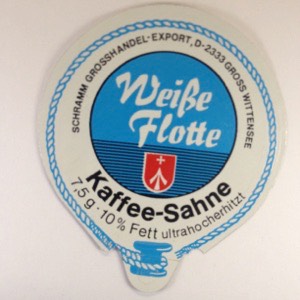 SCHRAMM GROSSHANDEL-EXPORT, D-2333 GROSS WITTENSEE
Weiße
Flotte
Kaffee-Sahne
7,5 g · 10% Fett ultrahocherhitzt